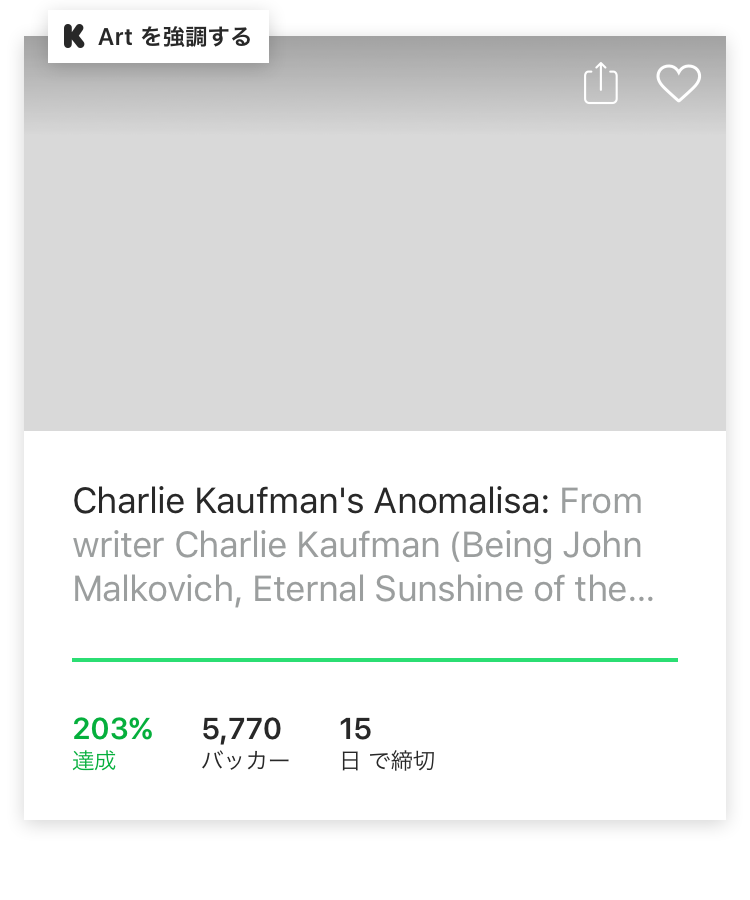 Art を強調する
Charlie Kaufman's Anomalisa: From
writer Charlie Kaufman (Being John
Malkovich, Eternal Sunshine of the...
203% 5,770 15
達成 バッカー 日 で締切